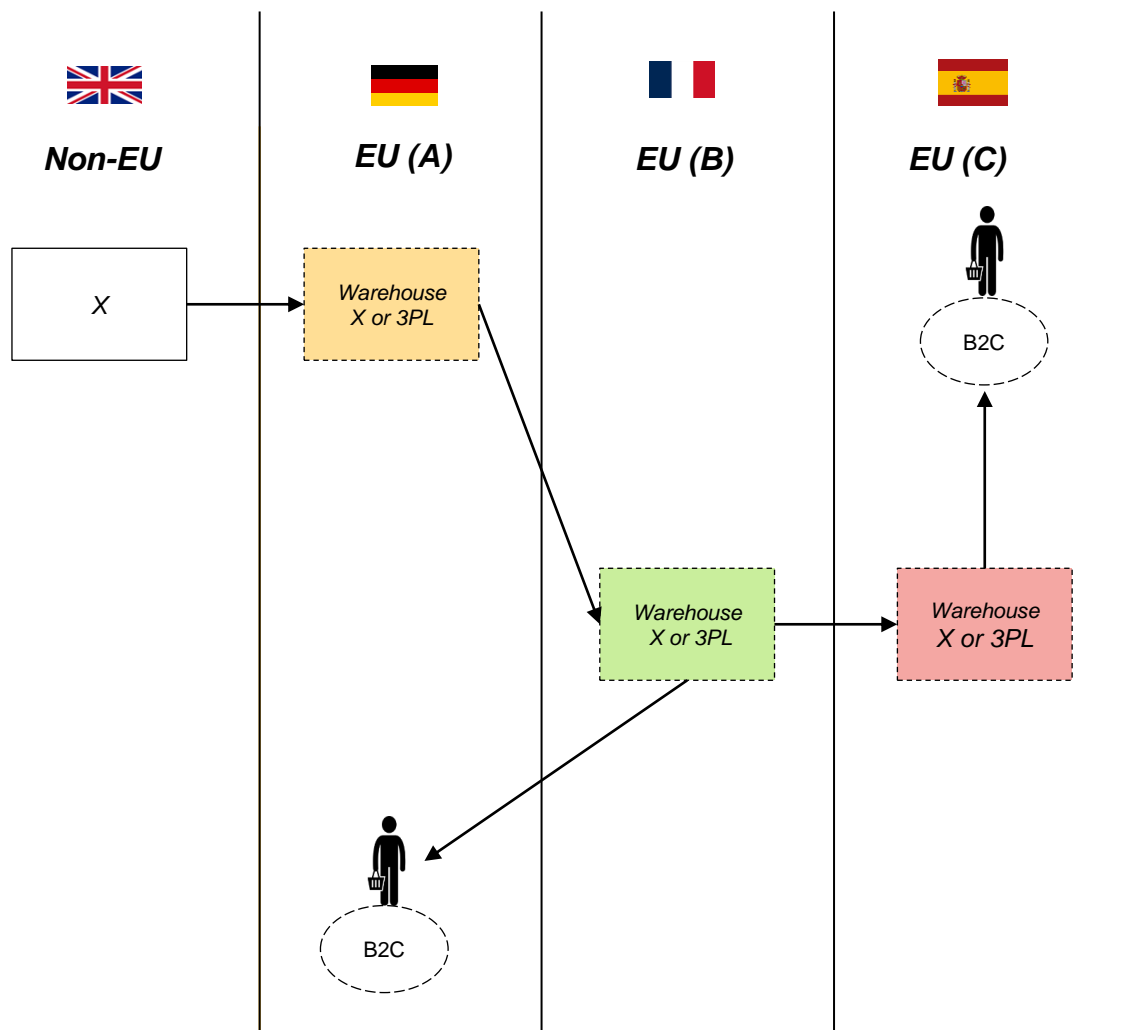 Non-EU
EU (A)
EU (B)
EU (C)
X
Warehouse
X or 3PL
B2C
Warehouse
X or 3PL
Warehouse
X or 3PL
B2C